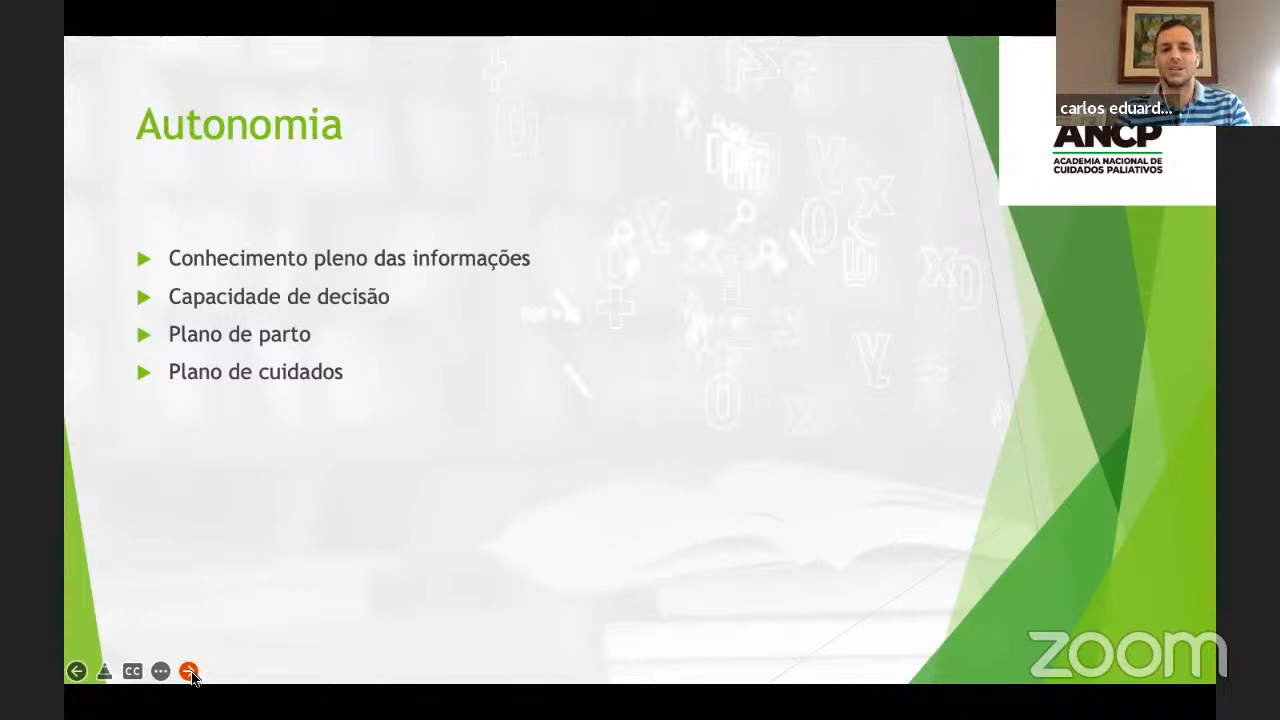 Autonomia
Conhecimento pleno das informações
Capacidade de decisão
Plano de parto
Plano de cuidados
carlos eduard...
ANCP
ACADEMIA NACIONAL DE
CUIDADOS PALIATIVOS
CC
zoom